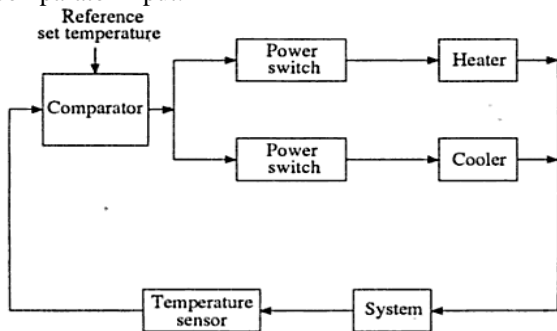 Reference
set temperature
Power
switch
Heater
Comparator
Power
switch
Cooler
Temperature
sensor
System